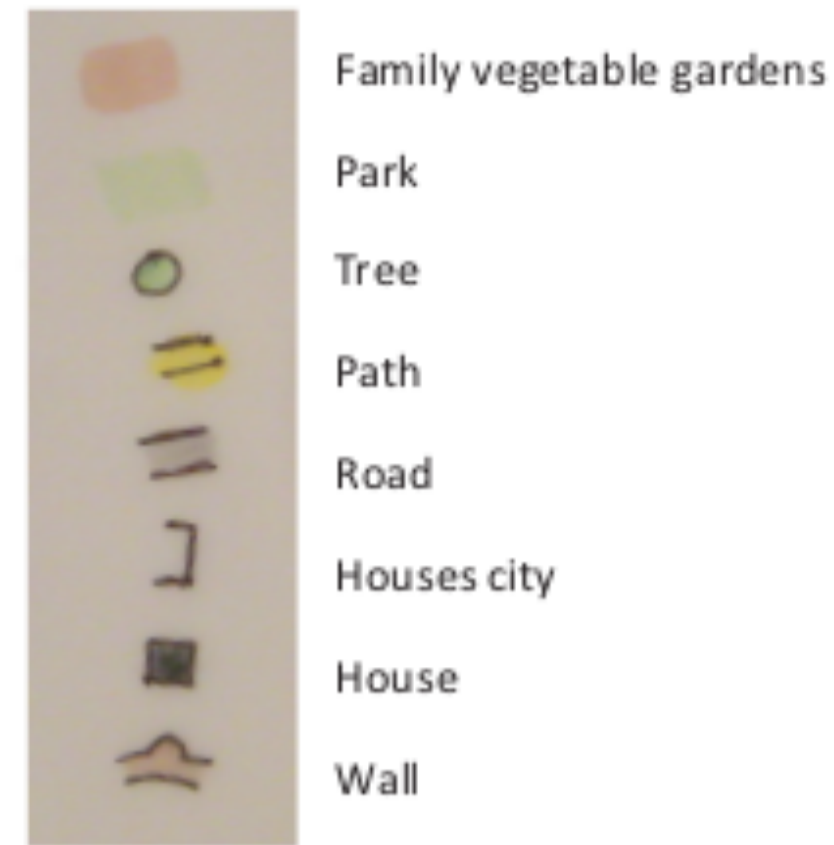 Family vegetable gardens
Park
Tree
Path
Road
Houses city
House
Wall